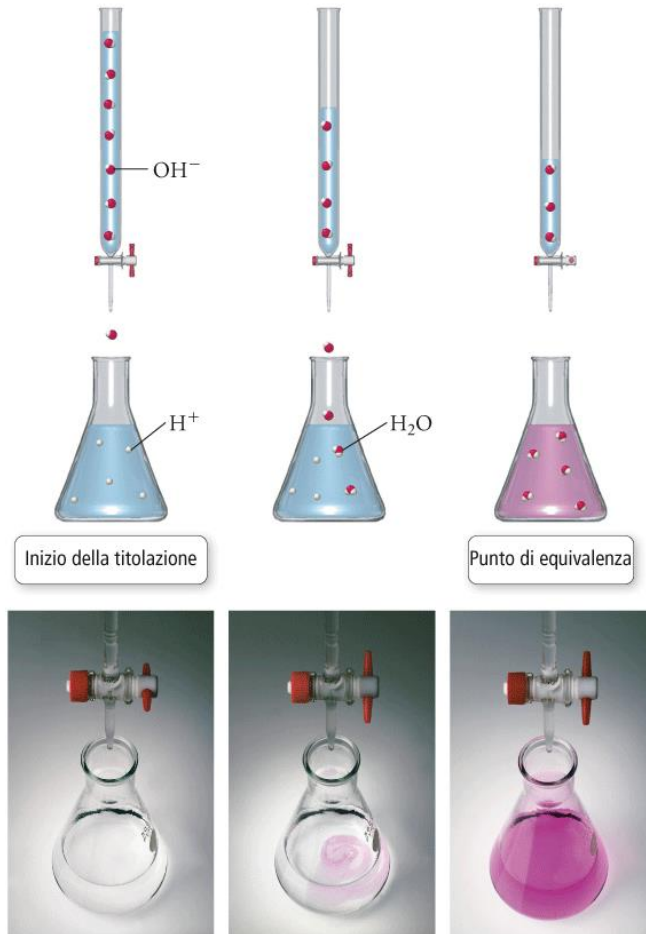 OH⁻
H⁺
H₂O
Inizio della titolazione
Punto di equivalenza